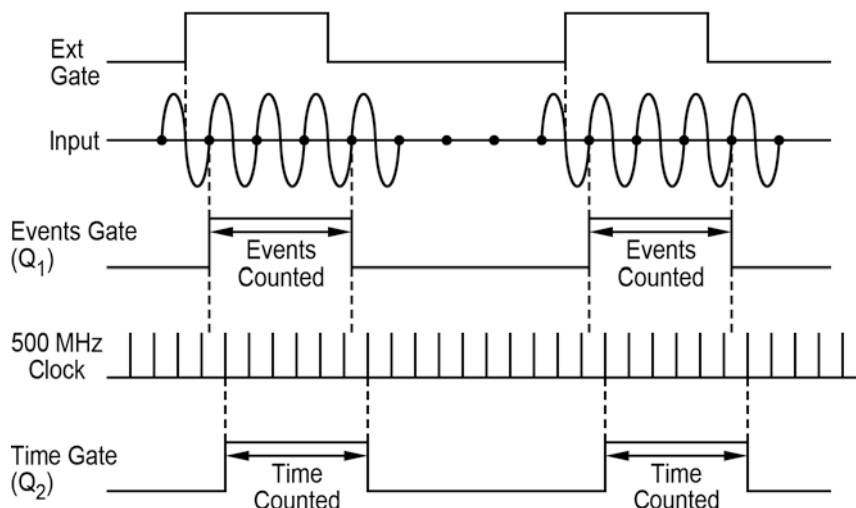 Ext
Gate
Input
Events Gate
(Q1)
Events
Counted
Events
Counted
500 MHz
Clock
Time Gate
(Q2)
Time
Counted
Time
Counted